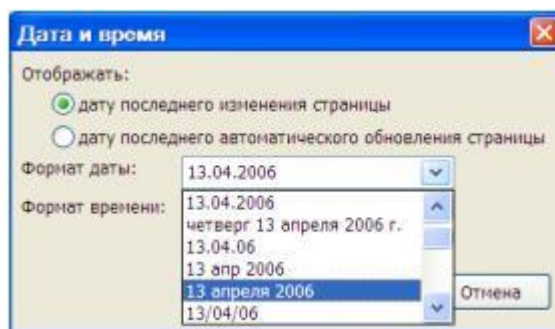 Дата и время
Отображать:
дату последнего изменения страницы
дату последнего автоматического обновления страницы
Формат даты: 13.04.2006
Формат времени: 13.04.2006
четверг 13 апреля 2006 г.
13.04.06
13 апр 2006
13 апреля 2006
Отмена
13/04/06